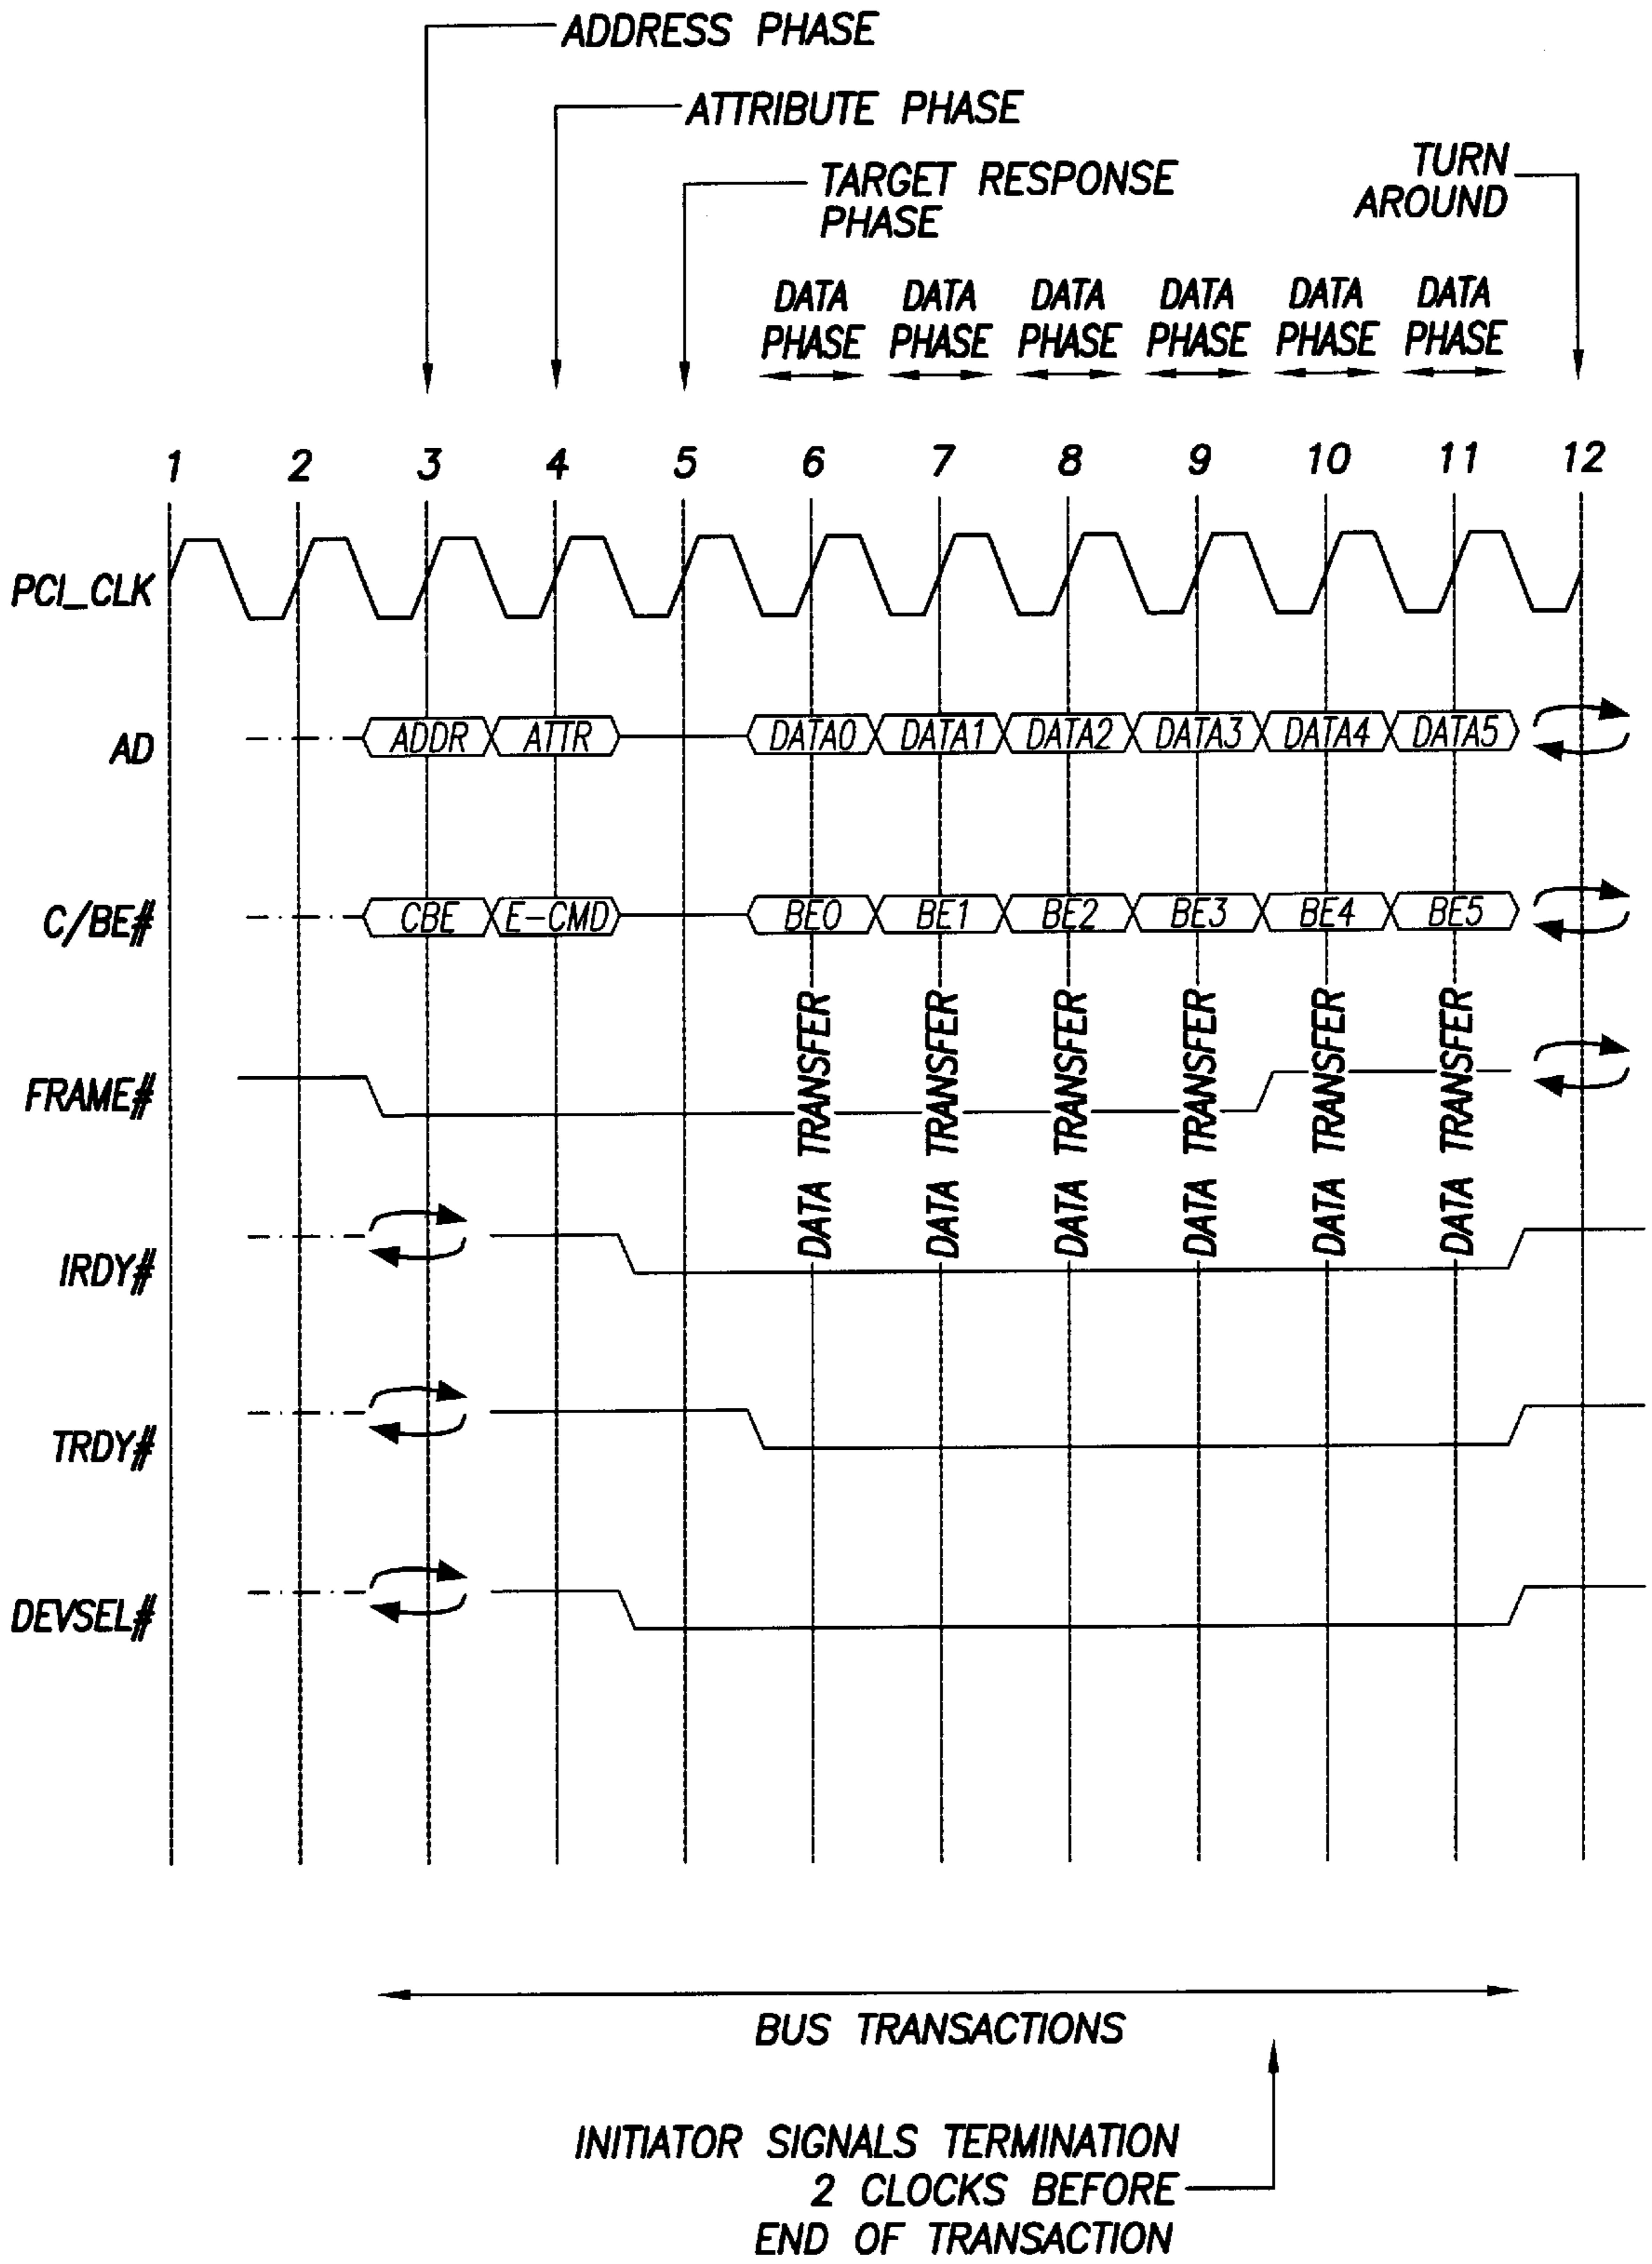 ADDRESS PHASE
ATTRIBUTE PHASE
TARGET RESPONSE
PHASE
TURN
AROUND
DATA DATA DATA DATA DATA DATA
PHASE PHASE PHASE PHASE PHASE PHASE
1 2 3 4 5 6 7 8 9 10 11 12
PCI_CLK
AD ADDR ATTR DATA0 DATA1 DATA2 DATA3 DATA4 DATA5
C/BE# CBE E-CMD BE0 BE1 BE2 BE3 BE4 BE5
DATA TRANSFER
DATA TRANSFER
DATA TRANSFER
DATA TRANSFER
DATA TRANSFER
DATA TRANSFER
FRAME#
IRDY#
TRDY#
DEVSEL#
BUS TRANSACTIONS
INITIATOR SIGNALS TERMINATION
2 CLOCKS BEFORE
END OF TRANSACTION